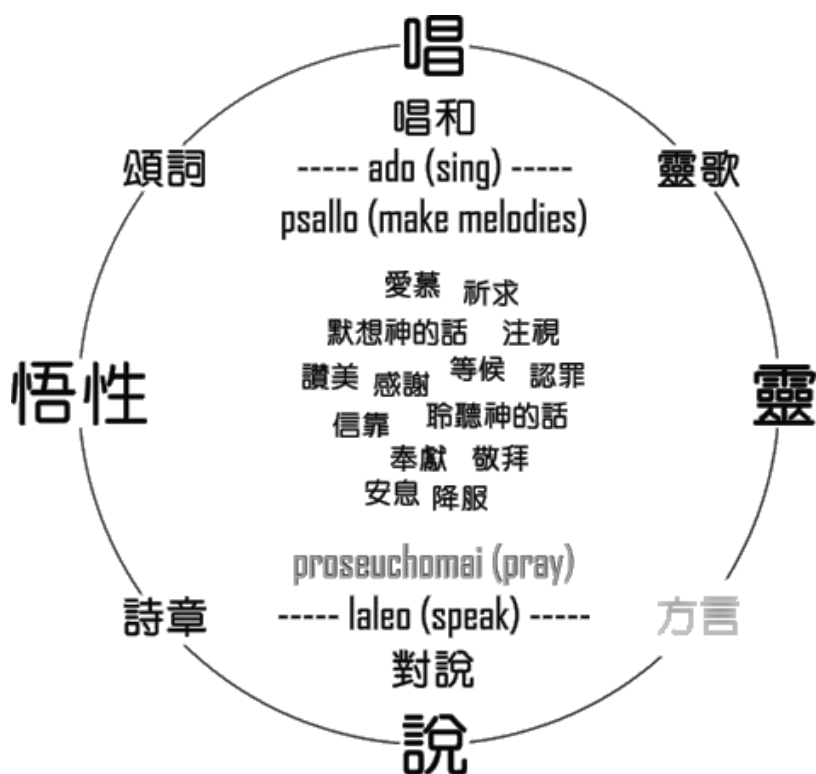 唱
唱和
頌詞 ----- ado (sing) ----- 靈歌
psallo (make melodies)
愛慕 祈求
默想神的話 注視
讚美 感謝 等候 認罪
悟性 靈
信靠 聆聽神的話
奉獻 敬拜
安息 降服
proseuchomai (pray)
詩章 ----- laleo (speak) ----- 方言
對說
說